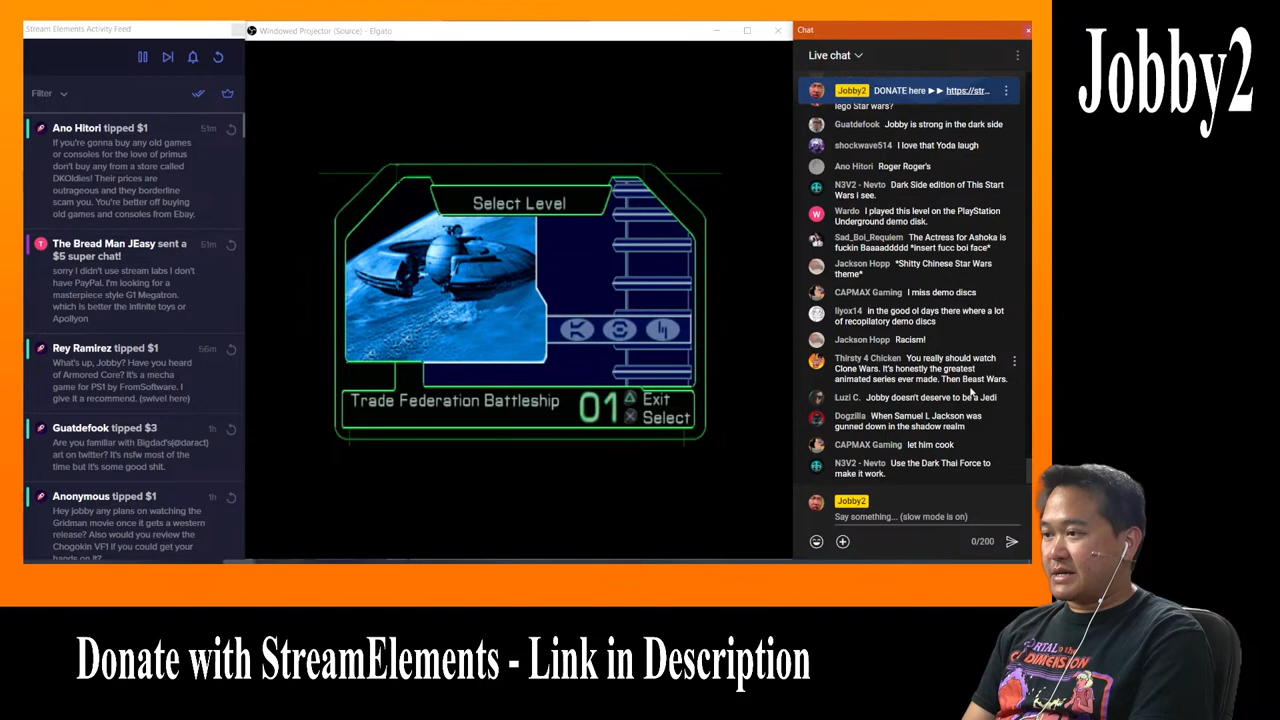 Stream Elements Activity Feed
Filter
Ano Hitori tipped $1
51m
If you're gonna buy any old games
or consoles for the love of primus
don't buy any from a store called
DKOldies! Their prices are
outrageous and they borderline
scam you. You're better off buying
old games and consoles from Ebay.
T
The Bread Man JEasy sent a
$5 super chat!
51m
sorry I didn't use stream labs I don't
have PayPal. I'm looking for a
masterpiece style G1 Megatron.
which is better the infinite toys or
Apollyon
Rey Ramirez tipped $1
56m
What's up, Jobby? Have you heard
of Armored Core? It's a mecha
game for PS1 by FromSoftware. I
give it a recommend. (swivel here)
Guatdefook tipped $3
1h
Are you familiar with Bigdad's(@daract)
art on twitter? It's nsfw most of the
time but it's some good shit.
Anonymous tipped $1
1h
Hey jobby any plans on watching the
Gridman movie once it gets a western
release? Also would you review the
Chogokin VF1 if you could get your
hands on it?
Windowed Projector (Source) - Elgato
Select Level
Trade Federation Battleship
01
Exit
Select
Chat
Live chat
Jobby2 DONATE here ►► https://str...
lego Star wars?
Guatdefook Jobby is strong in the dark side
shockwave514 I love that Yoda laugh
Ano Hitori Roger Roger's
N3V2 - Nevto Dark Side edition of This Start
Wars i see.
W
Wardo I played this level on the PlayStation
Underground demo disk.
Sad_Boi_Requiem The Actress for Ashoka is
fuckin Baaaadddd *insert fucc boi face*
Jackson Hopp *Shitty Chinese Star Wars
theme*
CAPMAX Gaming I miss demo discs
Ilyox14 in the good ol days there where a lot
of recopilatory demo discs
Jackson Hopp Racism!
Thirsty 4 Chicken You really should watch
Clone Wars. It's honestly the greatest
animated series ever made. Then Beast Wars.
Luzi C. Jobby doesn't deserve to be a Jedi
Dogzilla When Samuel L Jackson was
gunned down in the shadow realm
CAPMAX Gaming let him cook
N3V2 - Nevto Use the Dark Thai Force to
make it work.
Jobby2
Say something... (slow mode is on)
0/200
Jobby2
Donate with StreamElements - Link in Description